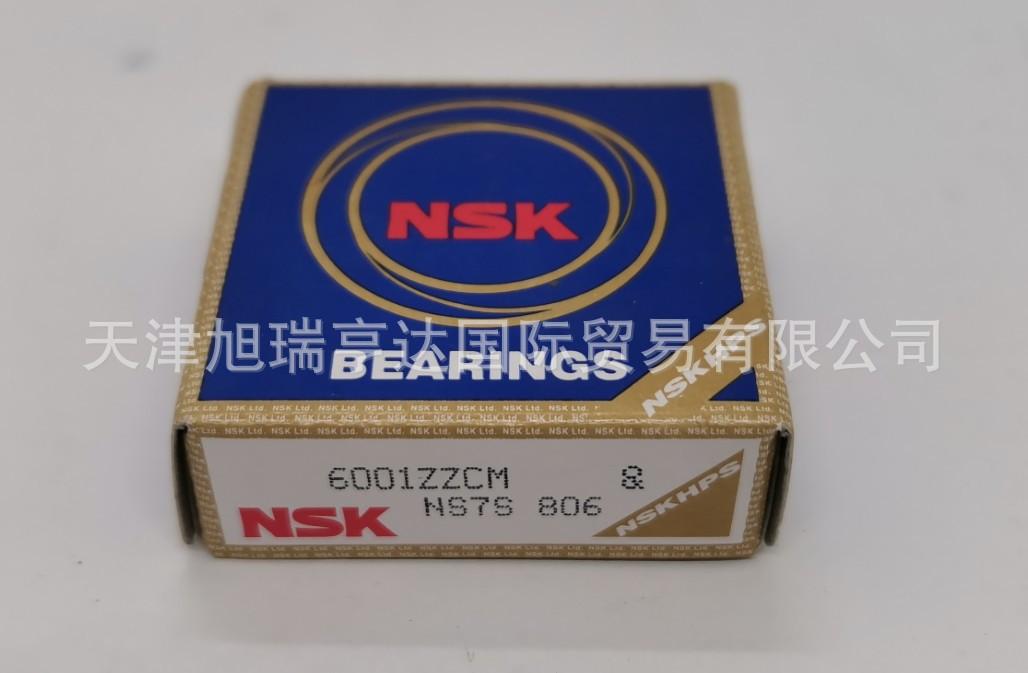 NSK
天津旭瑞亨达国际贸易有限公司
BEARINGS
NSKHPS
6001ZZCM &
NS7S 806
NSK
NSKHPS